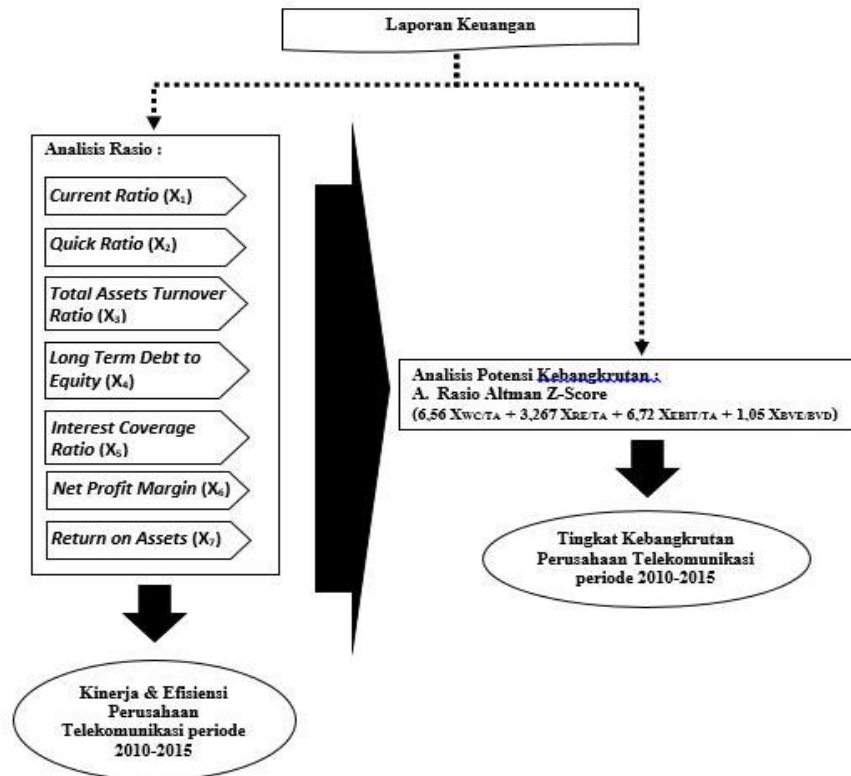 Laporan Keuangan
Analisis Rasio :
Current Ratio (X₁)
Quick Ratio (X₂)
Total Assets Turnover
Ratio (X₃)
Long Term Debt to
Equity (X₄)
Interest Coverage
Ratio (X₅)
Net Profit Margin (X₆)
Return on Assets (X₇)
Kinerja & Efisiensi
Perusahaan
Telekomunikasi periode
2010-2015
Analisis Potensi Kebangkrutan :
A. Rasio Altman Z-Score
(6,56 XWC/TA + 3,267 XRE/TA + 6,72 XEBIT/TA + 1,05 XBVE/BVD)
Tingkat Kebangkrutan
Perusahaan Telekomunikasi
periode 2010-2015